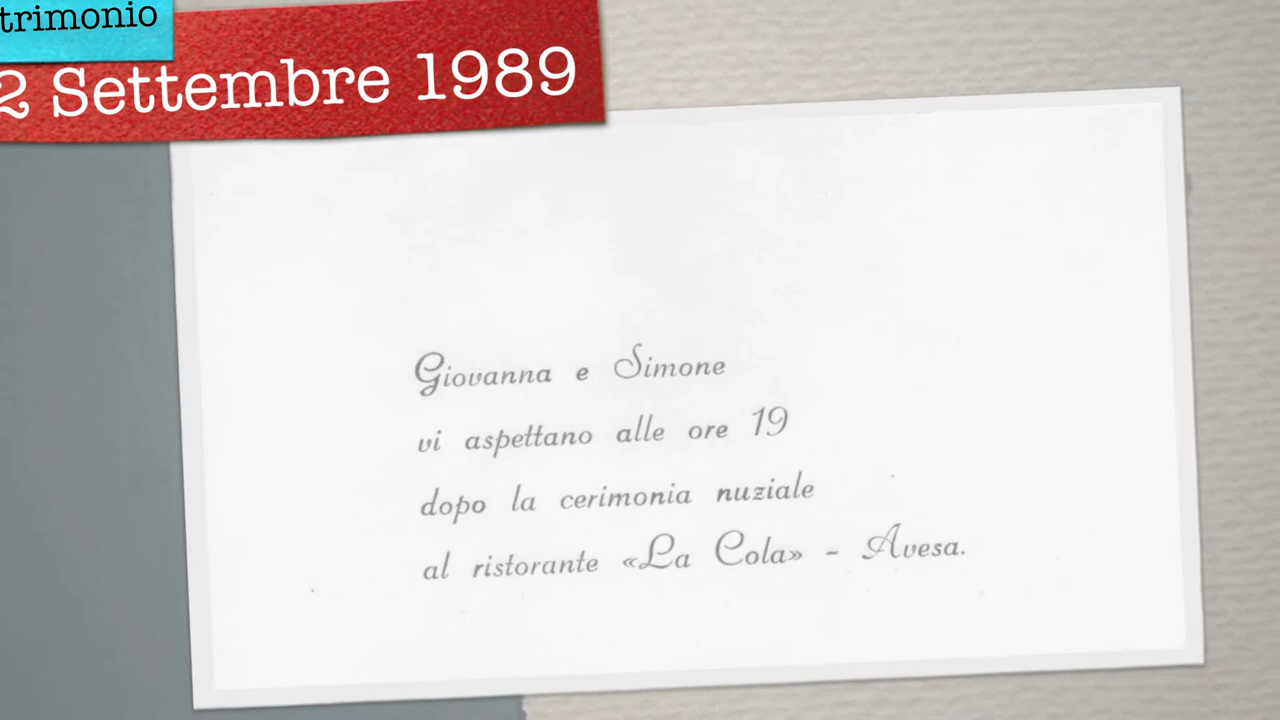 trimonio
2 Settembre 1989
Giovanna e Simone
vi aspettano alle ore 19
dopo la cerimonia nuziale
al ristorante «La Cola» - Avesa.